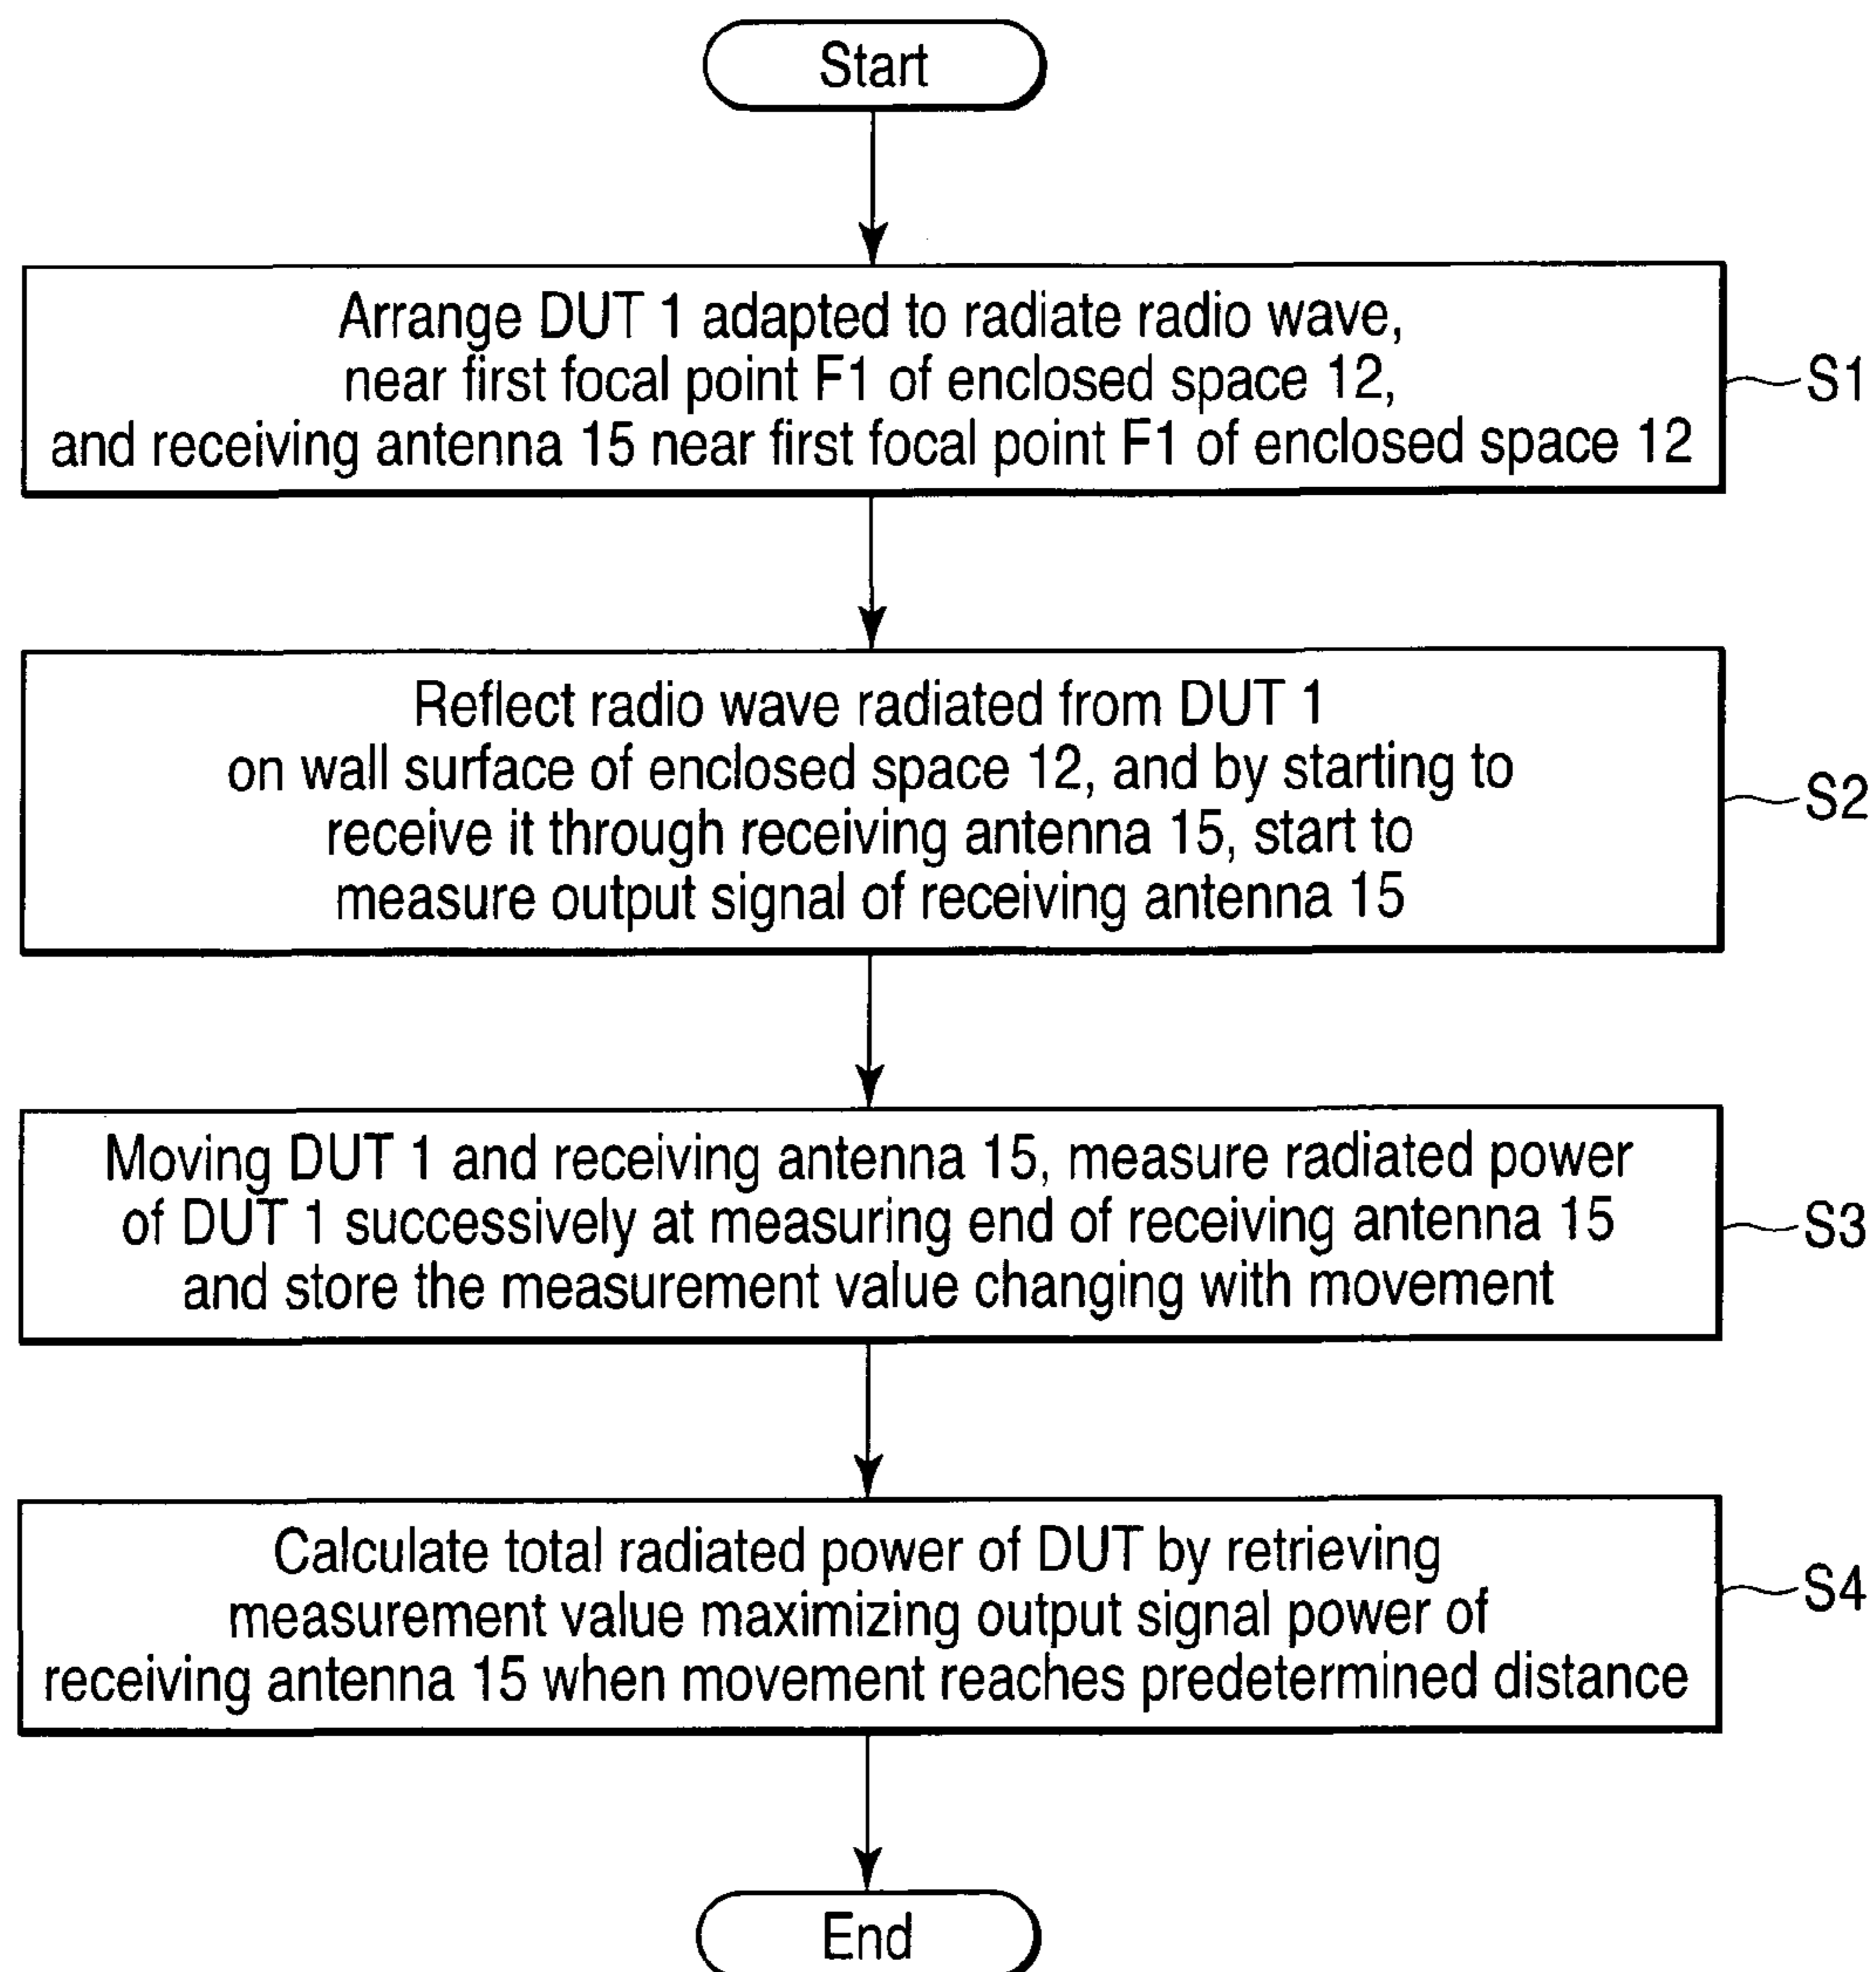 Start
Arrange DUT 1 adapted to radiate radio wave,
near first focal point F1 of enclosed space 12,
and receiving antenna 15 near first focal point F1 of enclosed space 12
S1
Reflect radio wave radiated from DUT 1
on wall surface of enclosed space 12, and by starting to
receive it through receiving antenna 15, start to
measure output signal of receiving antenna 15
S2
Moving DUT 1 and receiving antenna 15, measure radiated power
of DUT 1 successively at measuring end of receiving antenna 15
and store the measurement value changing with movement
S3
Calculate total radiated power of DUT by retrieving
measurement value maximizing output signal power of
receiving antenna 15 when movement reaches predetermined distance
S4
End